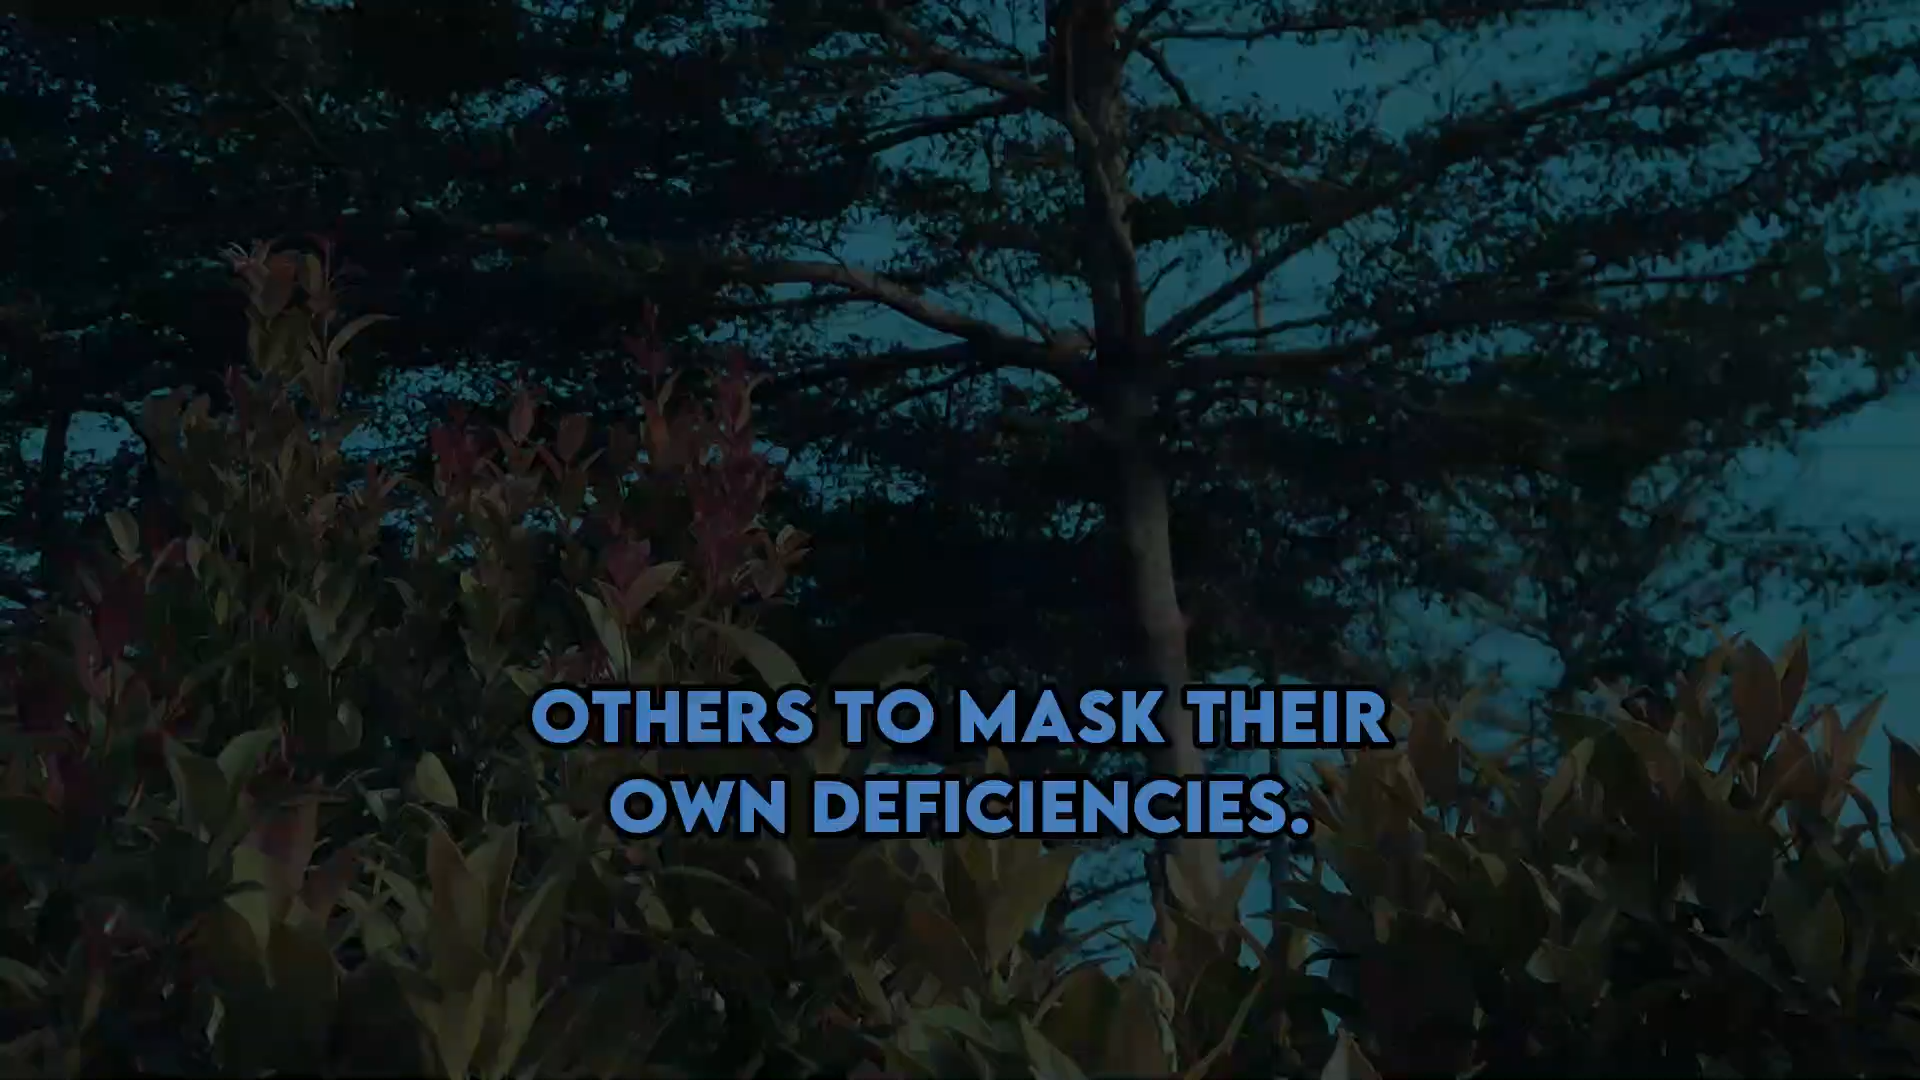 OTHERS TO MASK THEIR
OWN DEFICIENCIES.